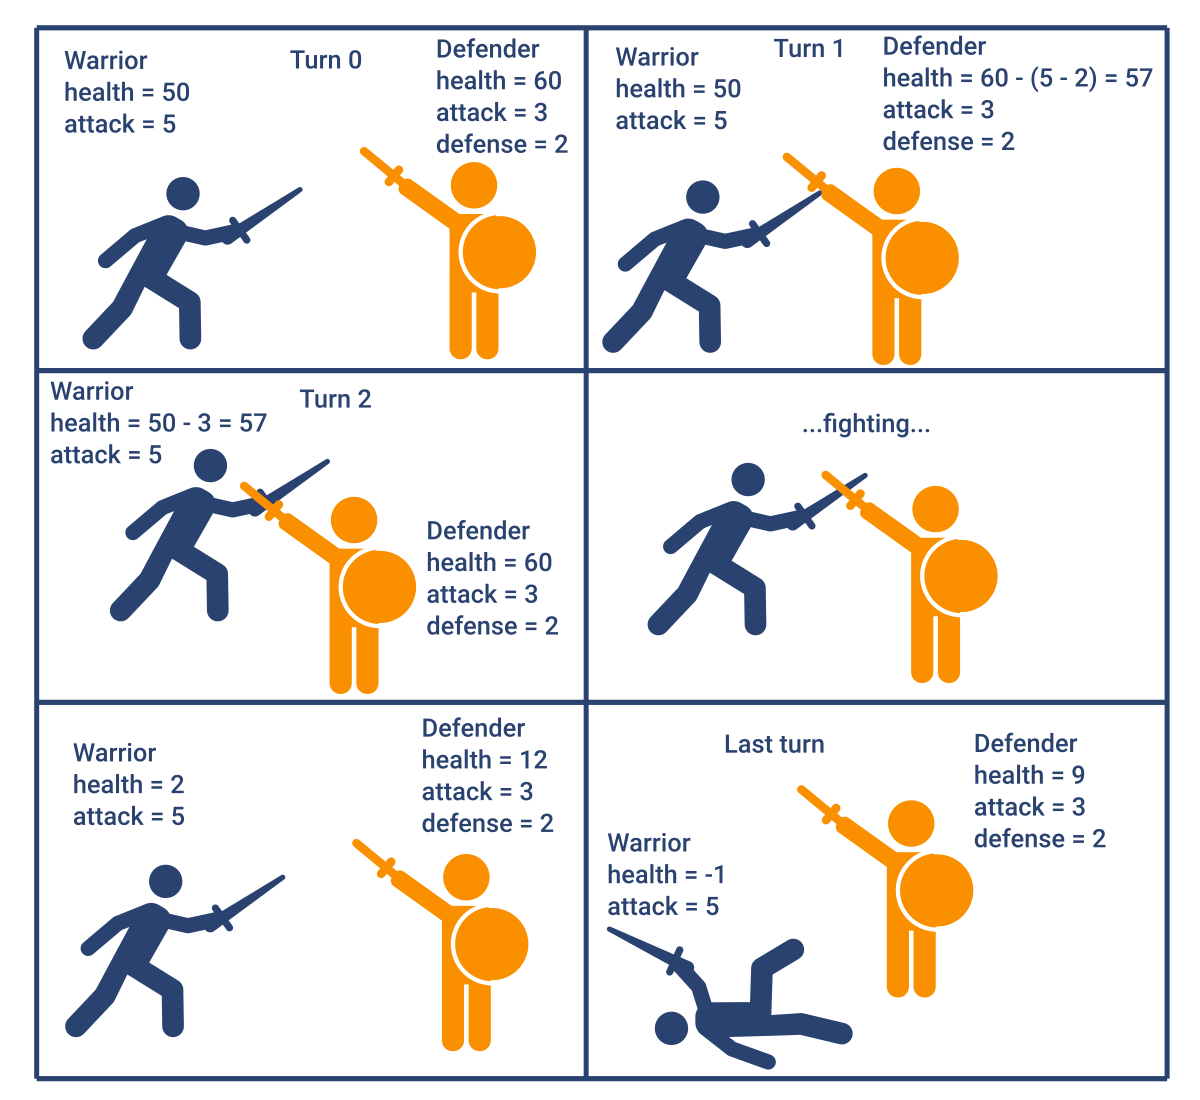 Warrior
health = 50
attack = 5
Turn 0
Defender
health = 60
attack = 3
defense = 2
Warrior
health = 50
attack = 5
Turn 1
Defender
health = 60 - (5 - 2) = 57
attack = 3
defense = 2
Warrior
health = 50 - 3 = 57
attack = 5
Turn 2
Defender
health = 60
attack = 3
defense = 2
...fighting...
Warrior
health = 2
attack = 5
Defender
health = 12
attack = 3
defense = 2
Last turn
Defender
health = 9
attack = 3
defense = 2
Warrior
health = -1
attack = 5